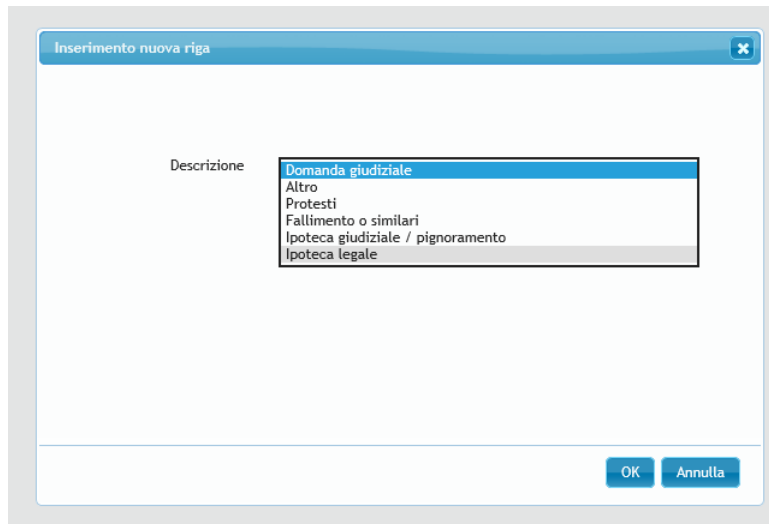 Inserimento nuova riga
Descrizione
Domanda giudiziale
Altro
Protesti
Fallimento o similari
Ipoteca giudiziale / pignoramento
Ipoteca legale
OK
Annulla